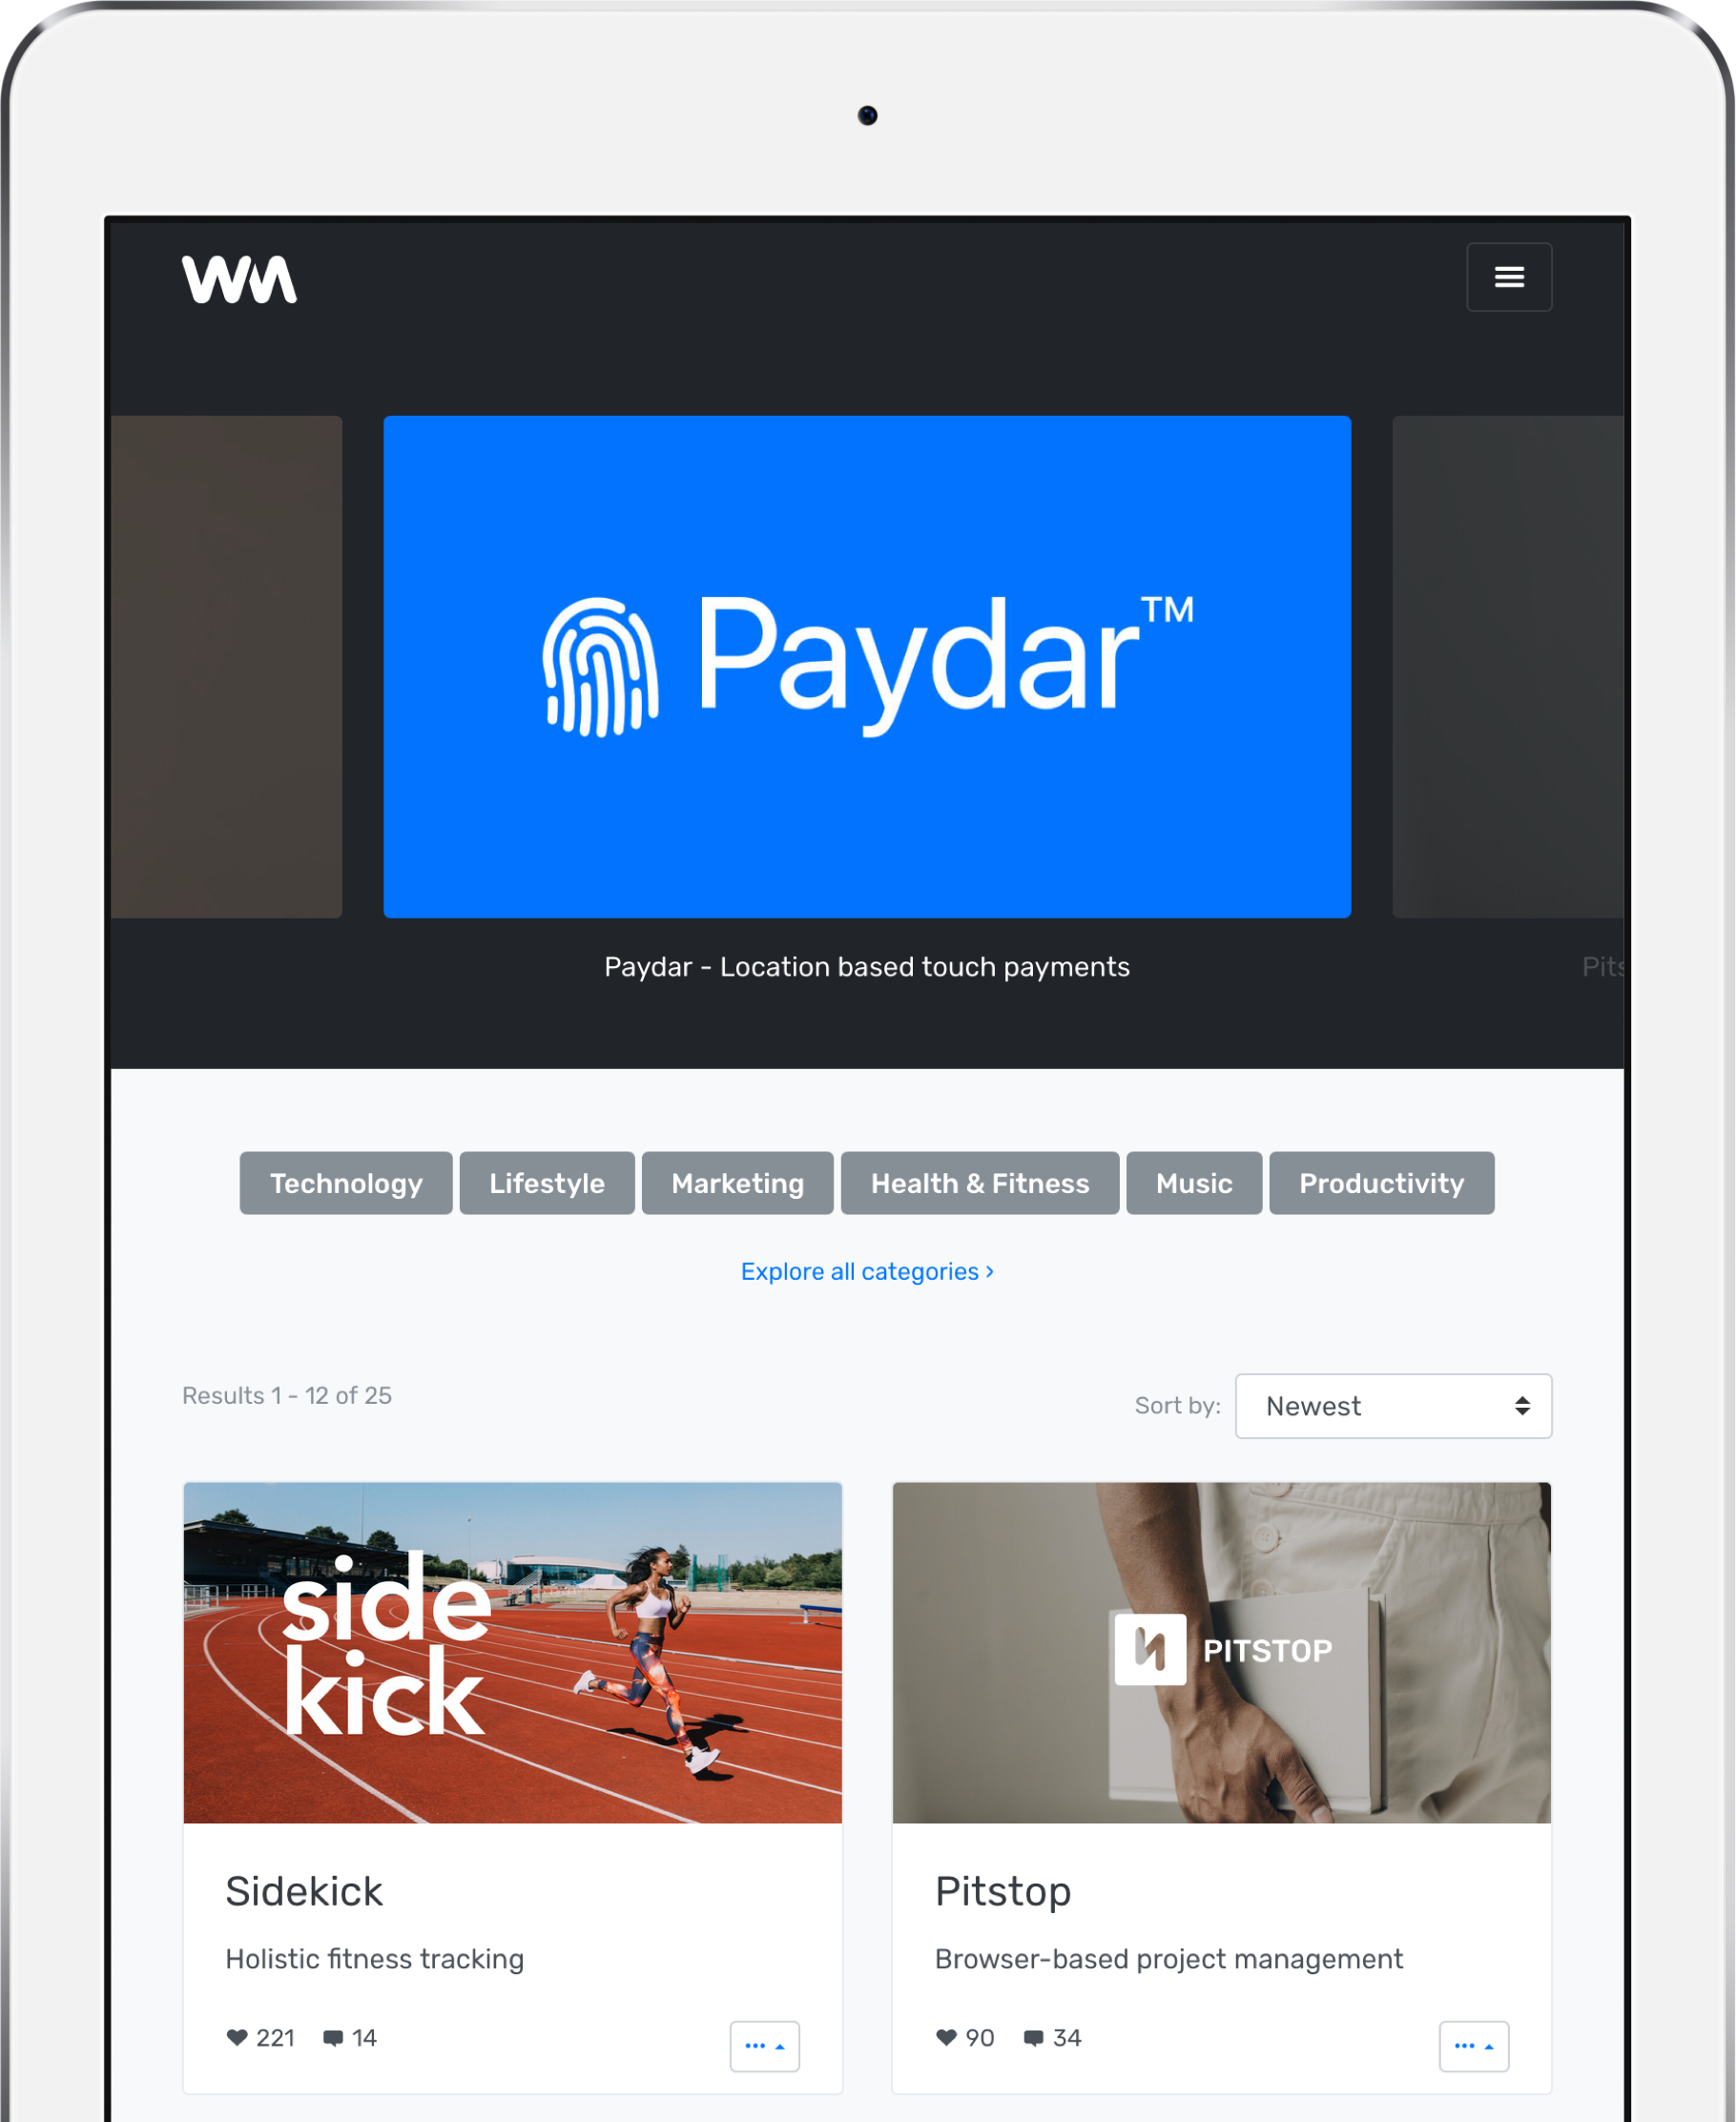 WM
Paydar™
Paydar - Location based touch payments
Technology
Lifestyle
Marketing
Health & Fitness
Music
Productivity
Explore all categories ›
Results 1 - 12 of 25
Sort by:
Newest
side
kick
PITSTOP
Sidekick
Holistic fitness tracking
221
14
Pitstop
Browser-based project management
90
34